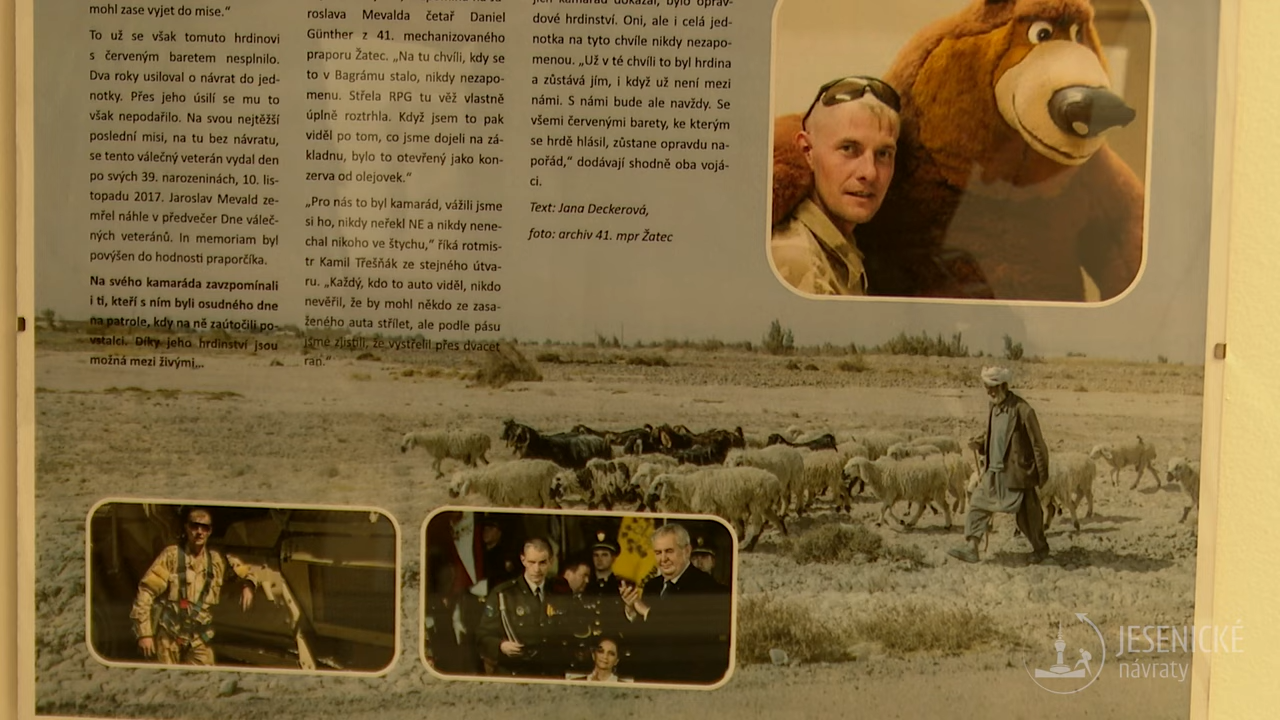 mohl zase vyjet do mise.“
To už se však tomuto hrdinovi
s červeným baretem nesplnilo.
Dva roky usiloval o návrat do jed-
notky. Přes jeho úsilí se mu to
však nepodařilo. Na svou nejtěžší
poslední misi, na tu bez návratu,
se tento válečný veterán vydal den
po svých 39. narozeninách, 10. lis-
topadu 2017. Jaroslav Mevald ze-
mřel náhle v předvečer Dne váleč-
ných veteránů. In memoriam byl
povýšen do hodnosti praporčíka.
Na svého kamaráda zavzpomínali
i ti, kteří s ním byli osudného dne
na patrole, kdy na ně zaútočili po-
vstalci. Díky jeho hrdinství jsou
možná mezi živými...
roslava Mevalda četař Daniel
Günther z 41. mechanizovaného
praporu Žatec. „Na tu chvíli, kdy se
to v Bagrámu stalo, nikdy nezapo-
menu. Střela RPG tu věž vlastně
úplně roztrhla. Když jsem to pak
viděl po tom, co jsme dojeli na zá-
kladnu, bylo to otevřený jako kon-
zerva od olejovek.“
„Pro nás to byl kamarád, vážili jsme
si ho, nikdy neřekl NE a nikdy nene-
chal nikoho ve štychu,“ říká rotmis-
tr Kamil Třešňák ze stejného útva-
ru. „Každý, kdo to auto viděl, nikdo
nevěřil, že by mohl někdo ze zasa-
ženého auta střílet, ale podle pásu
jsme zjistili, že vystřelil přes dvacet
ran.“
jich kamarád dokázal, bylo oprav-
dové hrdinství. Oni, ale i celá jed-
notka na tyto chvíle nikdy nezapo-
menou. „Už v té chvíli to byl hrdina
a zůstává jím, i když už není mezi
námi. S námi bude ale navždy. Se
všemi červenými barety, ke kterým
se hrdě hlásil, zůstane opravdu na-
pořád,“ dodávají shodně oba vojá-
ci.
Text: Jana Deckerová,
foto: archiv 41. mpr Žatec
JESENICKÉ
návraty